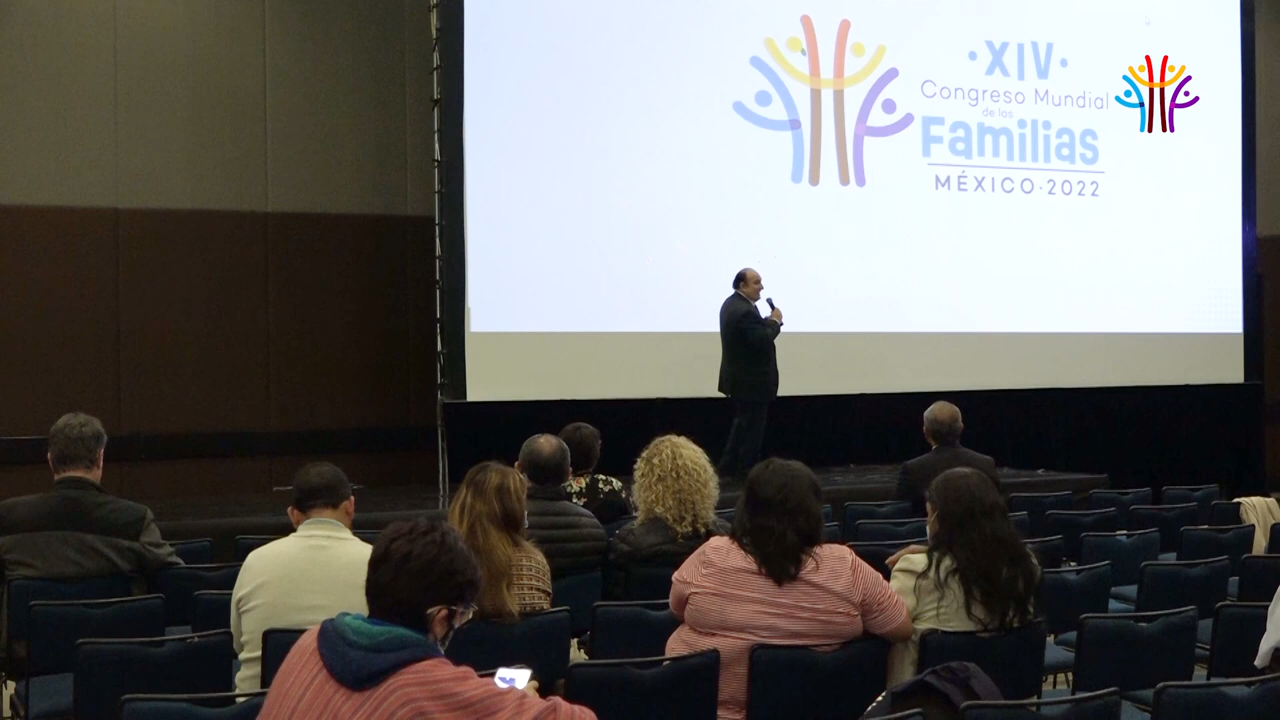 ·XIV·
Congreso Mundial
de las
Familias
MÉXICO·2022